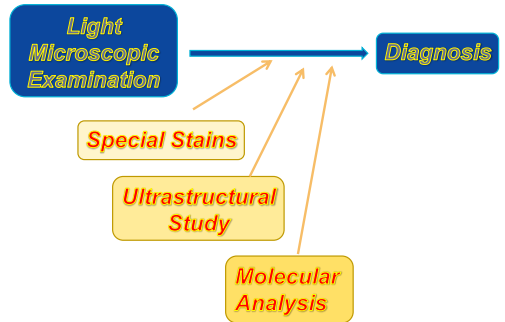 Light
Microscopic
Examination
Diagnosis
Special Stains
Ultrastructural
Study
Molecular
Analysis